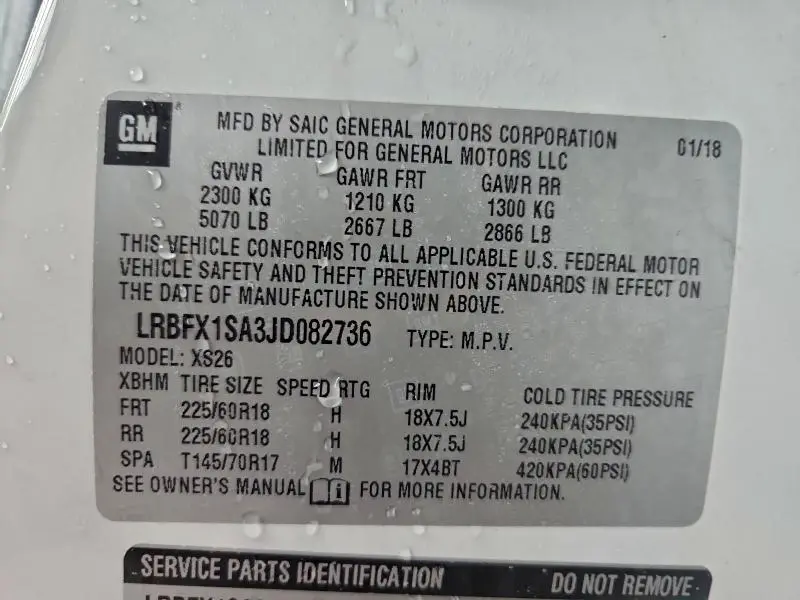 GM
MFD BY SAIC GENERAL MOTORS CORPORATION 01/18
LIMITED FOR GENERAL MOTORS LLC
GVWR GAWR FRT GAWR RR
2300 KG 1210 KG 1300 KG
5070 LB 2667 LB 2866 LB
THIS VEHICLE CONFORMS TO ALL APPLICABLE U.S. FEDERAL MOTOR
VEHICLE SAFETY AND THEFT PREVENTION STANDARDS IN EFFECT ON
THE DATE OF MANUFACTURE SHOWN ABOVE.
LRBFX1SA3JD082736 TYPE: M.P.V.
MODEL: XS26
XBHM TIRE SIZE SPEED RTG RIM COLD TIRE PRESSURE
FRT 225/60R18 H 18X7.5J 240KPA(35PSI)
RR 225/60R18 H 18X7.5J 240KPA(35PSI)
SPA T145/70R17 M 17X4BT 420KPA(60PSI)
SEE OWNER'S MANUAL i FOR MORE INFORMATION.
SERVICE PARTS IDENTIFICATION DO NOT REMOVE